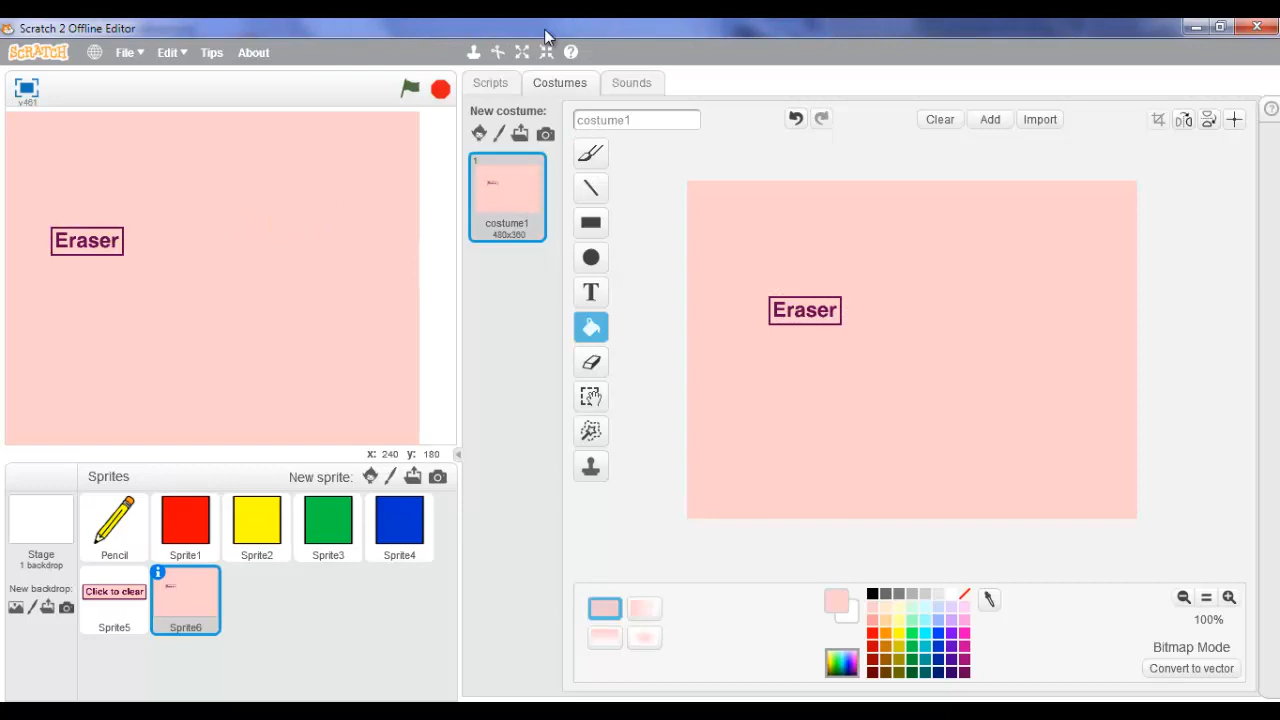 Scratch 2 Offline Editor
SCRATCH File Edit Tips About
v461
Scripts Costumes Sounds
New costume:
costume1
Clear Add Import
1
costume1
480x360
Eraser
T
Eraser
x: 240 y: 180
Sprites New sprite:
Stage
1 backdrop
New backdrop:
Pencil Sprite1 Sprite2 Sprite3 Sprite4
Click to clear
Sprite5 Sprite6
100%
Bitmap Mode
Convert to vector